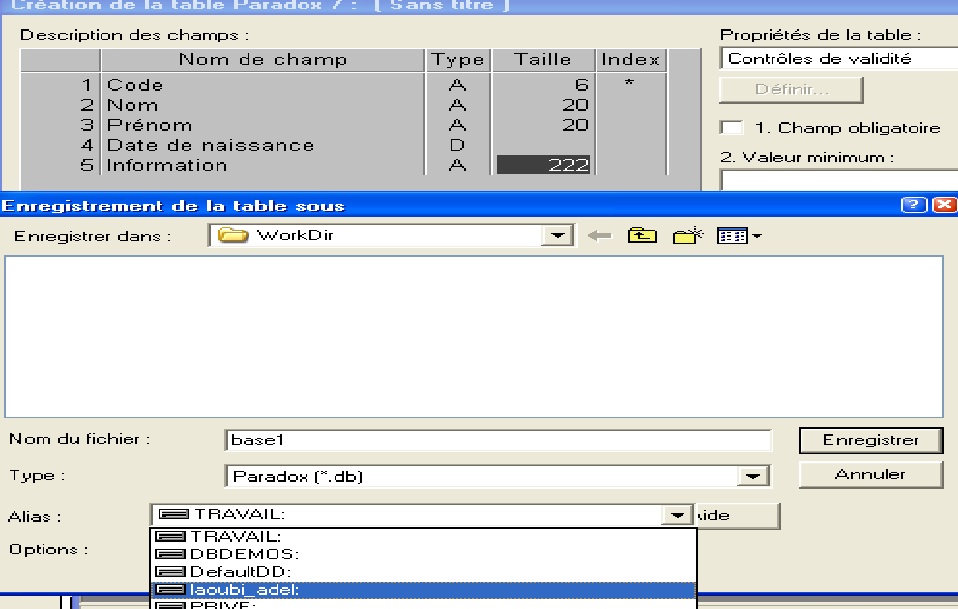 Création de la table Paradox 7 : [ Sans titre ]
Description des champs : Propriétés de la table :
Nom de champ Type Taille Index Contrôles de validité
1 Code A 6 * Définir...
2 Nom A 20
3 Prénom A 20 1. Champ obligatoire
4 Date de naissance D
5 Information A 222 2. Valeur minimum :
Enregistrement de la table sous
Enregistrer dans : WorkDir
Nom du fichier : base1 Enregistrer
Type : Paradox (*.db) Annuler
Alias : TRAVAIL: ide
TRAVAIL:
Options : DBDEMOS:
DefaultDD:
laoubi_adel:
PRIVE: